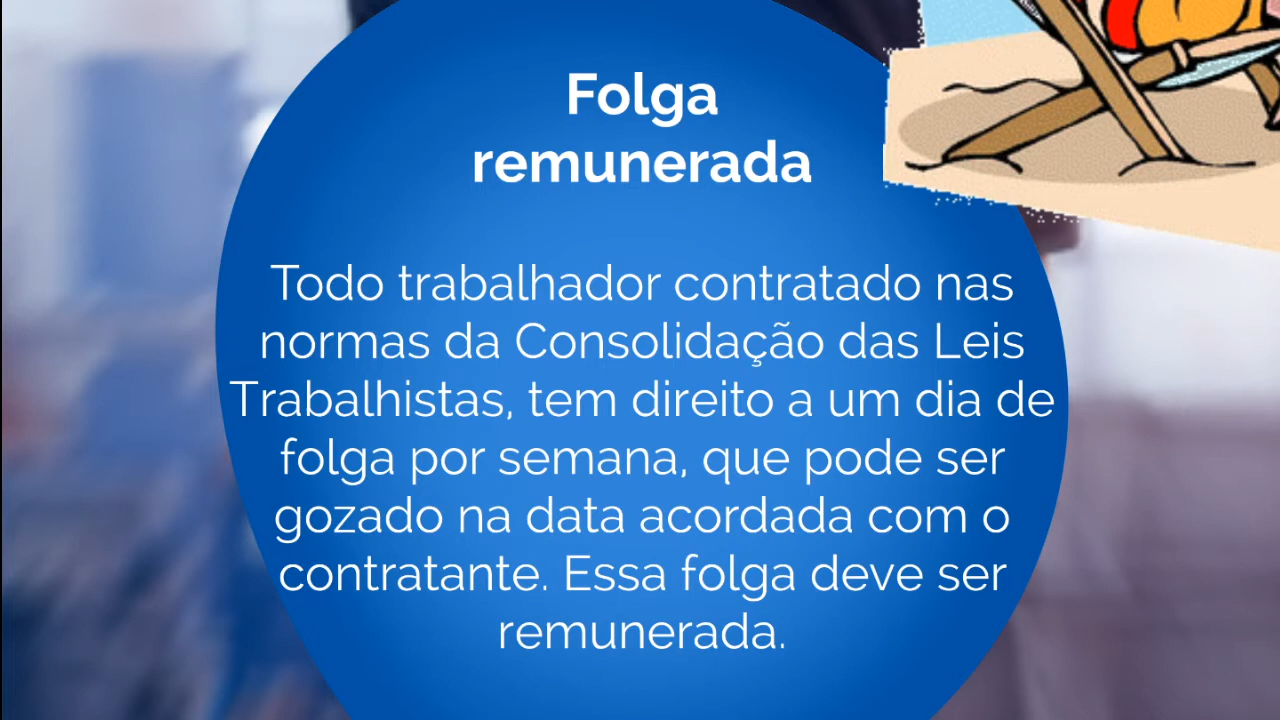 Folga
remunerada
Todo trabalhador contratado nas
normas da Consolidação das Leis
Trabalhistas, tem direito a um dia de
folga por semana, que pode ser
gozado na data acordada com o
contratante. Essa folga deve ser
remunerada.